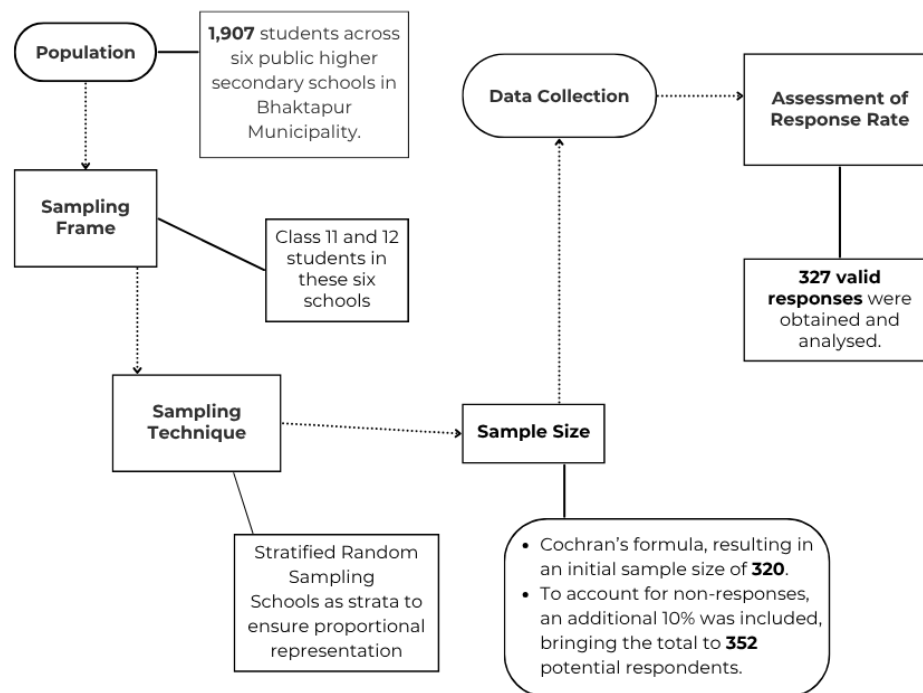 Population
1,907 students across
six public higher
secondary schools in
Bhaktapur
Municipality.
Sampling
Frame
Class 11 and 12
students in
these six
schools
Sampling
Technique
Stratified Random
Sampling
Schools as strata to
ensure proportional
representation
Sample Size
• Cochran’s formula, resulting in
an initial sample size of 320.
• To account for non-responses,
an additional 10% was included,
bringing the total to 352
potential respondents.
Data Collection
Assessment of
Response Rate
327 valid
responses were
obtained and
analysed.